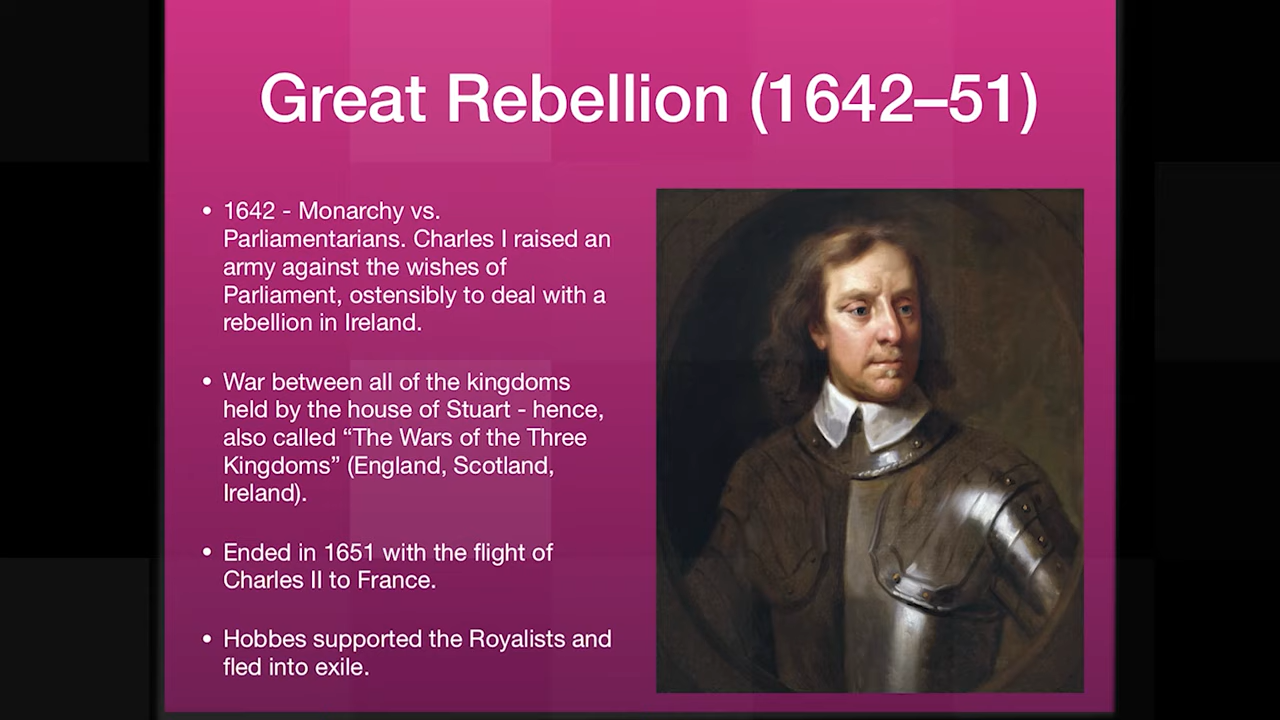 Great Rebellion (1642–51)
• 1642 - Monarchy vs.
Parliamentarians. Charles I raised an
army against the wishes of
Parliament, ostensibly to deal with a
rebellion in Ireland.
• War between all of the kingdoms
held by the house of Stuart - hence,
also called “The Wars of the Three
Kingdoms” (England, Scotland,
Ireland).
• Ended in 1651 with the flight of
Charles II to France.
• Hobbes supported the Royalists and
fled into exile.